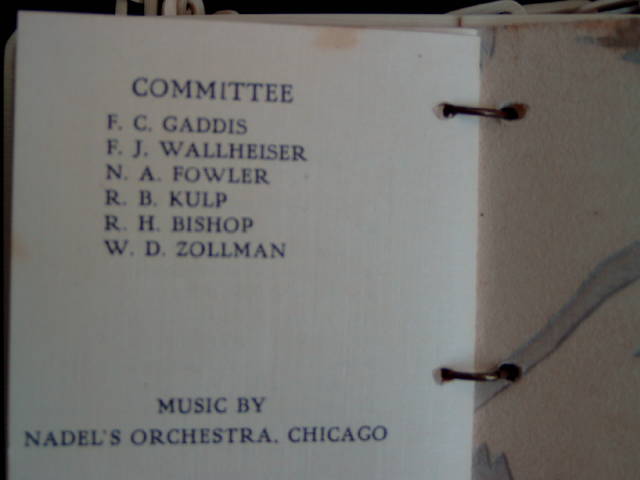 COMMITTEE
F. C. GADDIS
F. J. WALLHEISER
N. A. FOWLER
R. B. KULP
R. H. BISHOP
W. D. ZOLLMAN
MUSIC BY
NADEL'S ORCHESTRA, CHICAGO